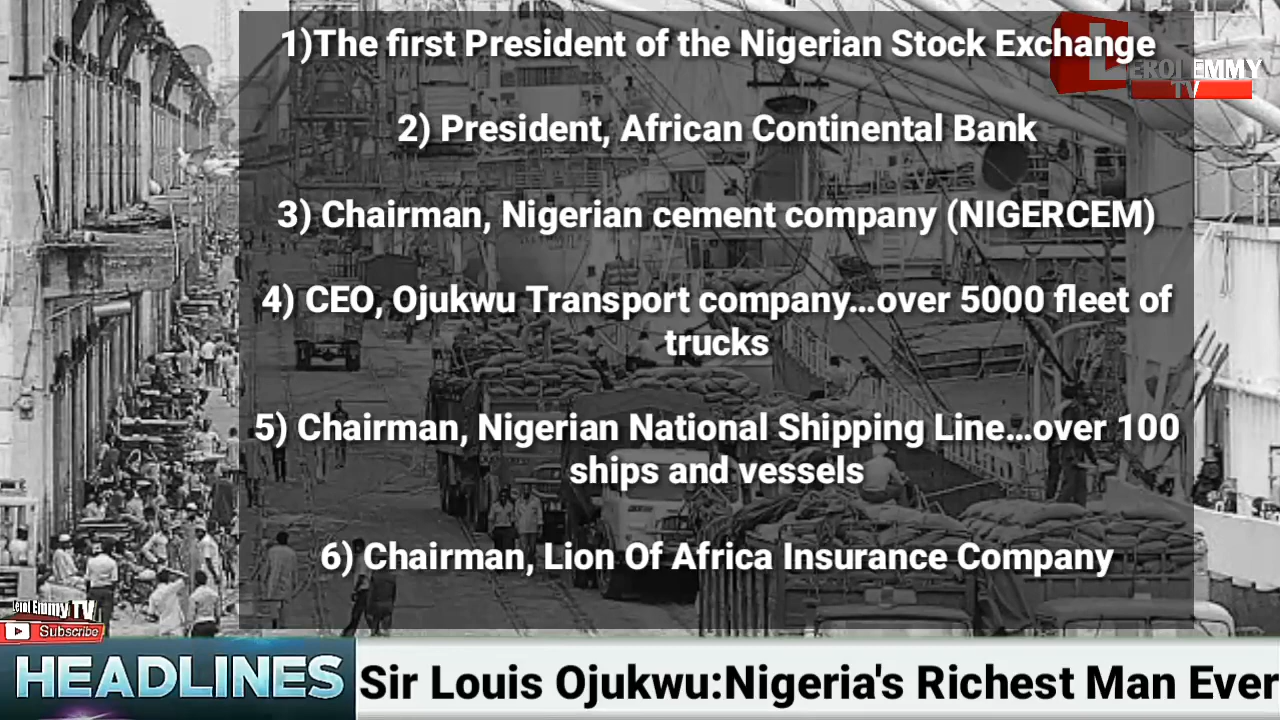 1)The first President of the Nigerian Stock Exchange
LEROI EMMY
TV
2) President, African Continental Bank
3) Chairman, Nigerian cement company (NIGERCEM)
4) CEO, Ojukwu Transport company...over 5000 fleet of
trucks
5) Chairman, Nigerian National Shipping Line...over 100
ships and vessels
6) Chairman, Lion Of Africa Insurance Company
Leroi Emmy TV
Subscribe
HEADLINES
Sir Louis Ojukwu:Nigeria's Richest Man Ever